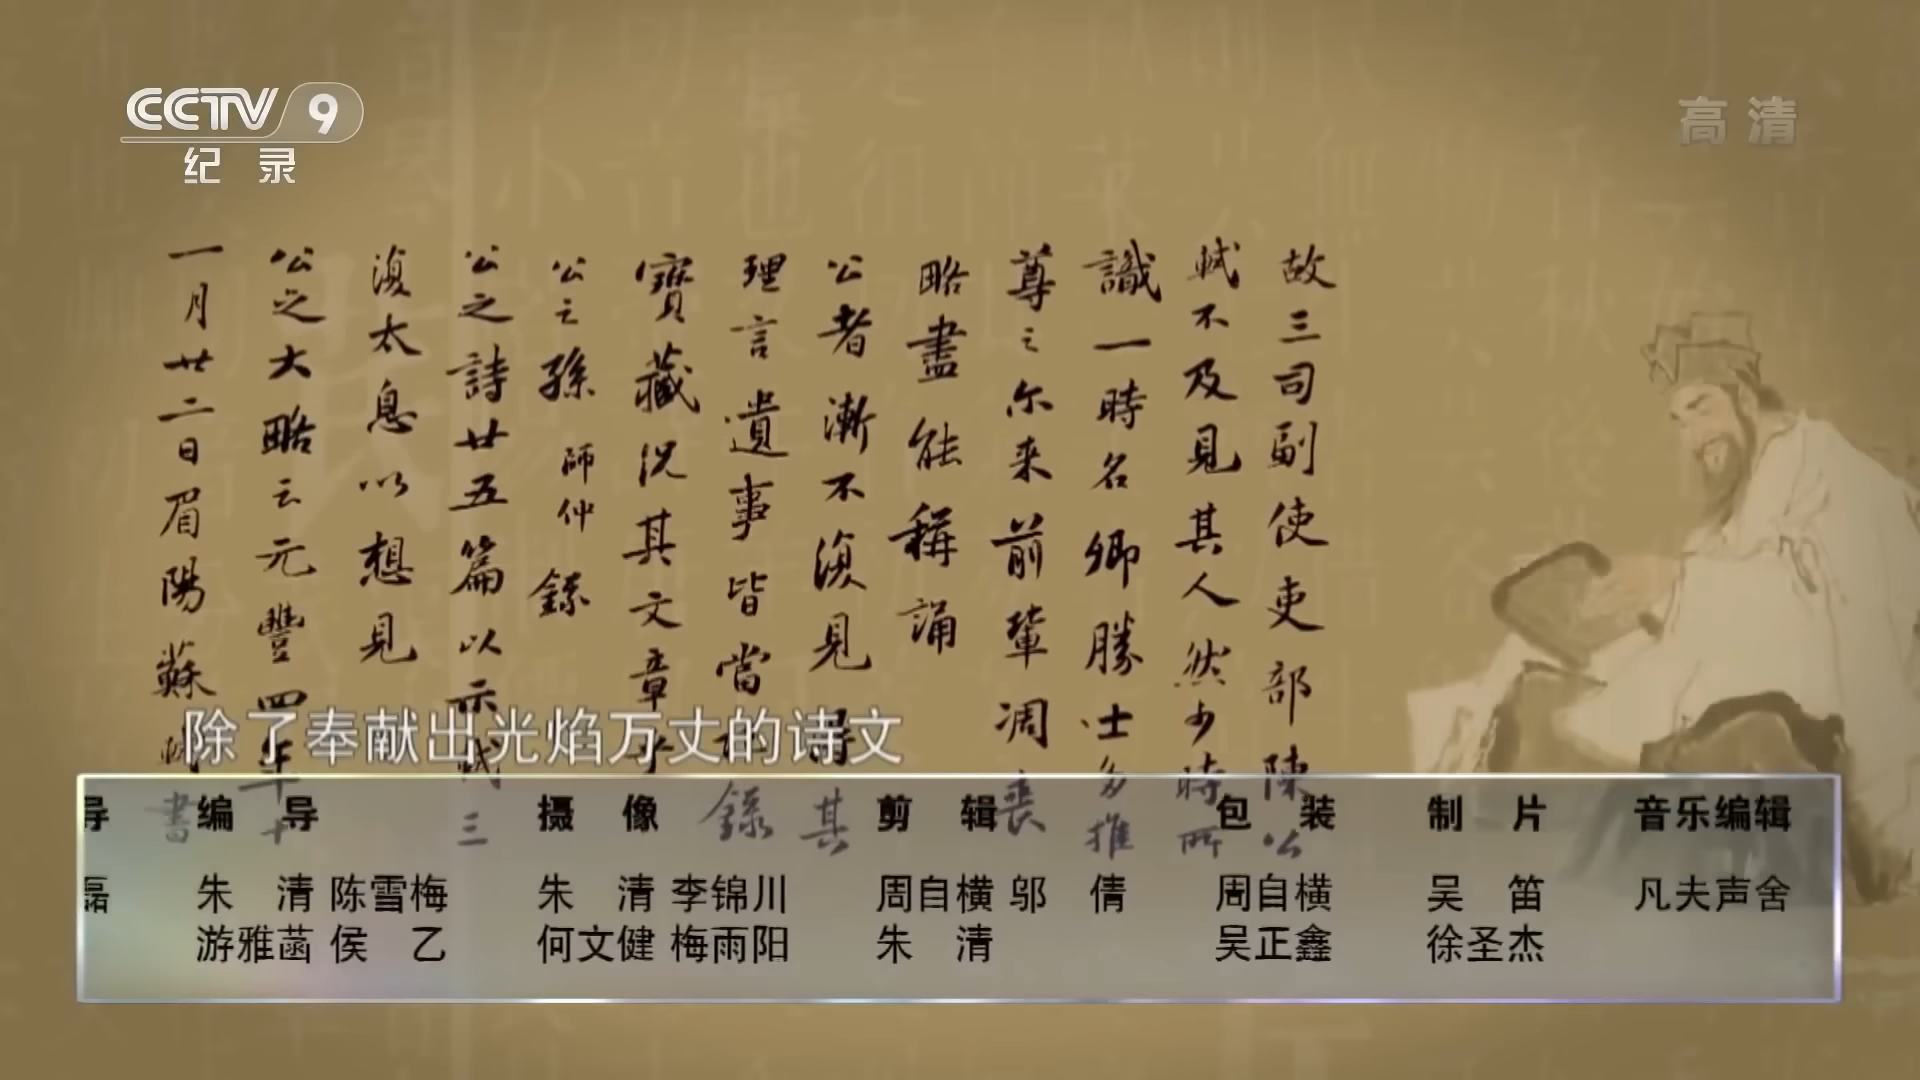 CCTV 9
纪录
高清
故三司副使吏部陳公
軾不及見其人然少時所
識一時名卿勝士多推
尊之尔来前輩凋喪
略盡能稱誦
公者漸不復見得其
理言遺事皆當記錄
寶藏況其文章乎
公之孫師仲錄
公之詩廿五篇以示軾三
復太息以想見
公之大略云元豐四年十
一月廿二日眉陽蘇軾書
除了奉献出光焰万丈的诗文
导 编导 摄像 剪辑 包装 制片 音乐编辑
磊 朱清 陈雪梅 朱清 李锦川 周自横 邬倩 周自横 吴笛 凡夫声舍
游雅菡 侯乙 何文健 梅雨阳 朱清 吴正鑫 徐圣杰